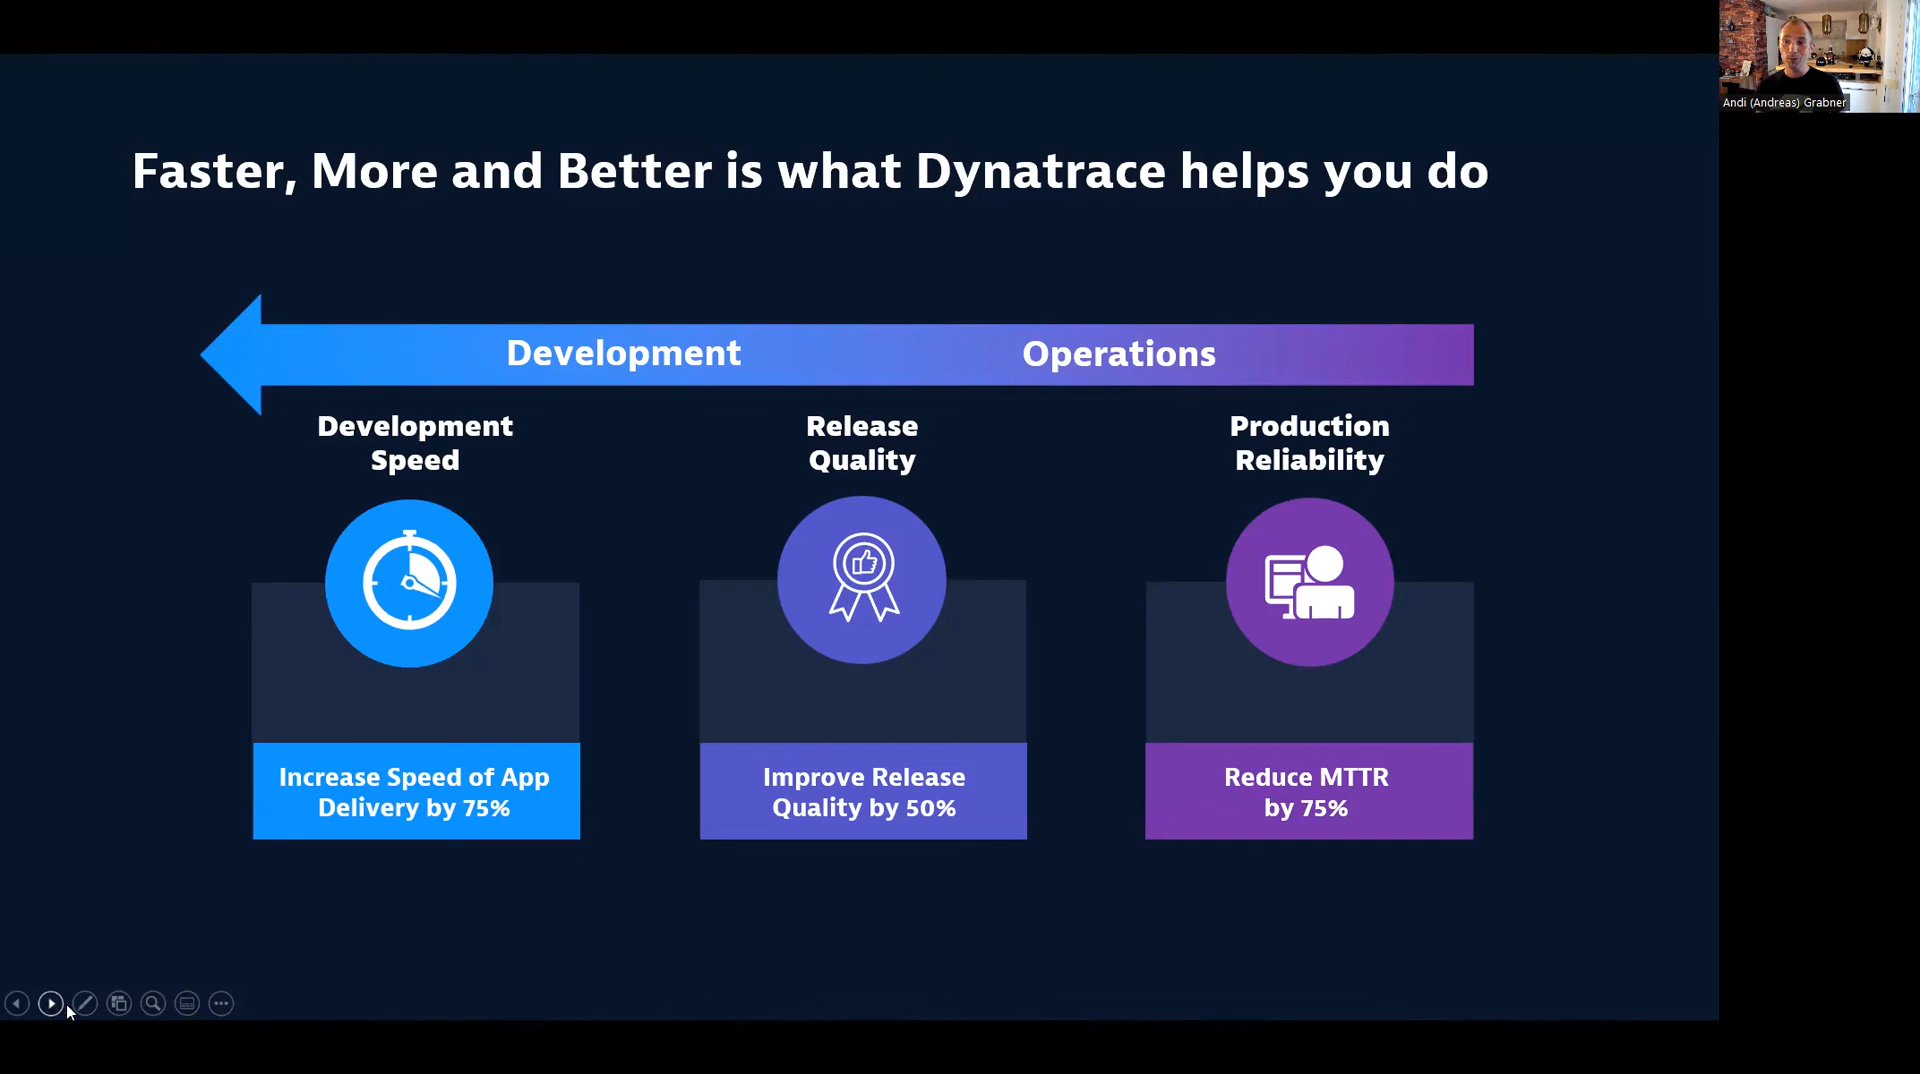 Andi (Andreas) Grabner
Faster, More and Better is what Dynatrace helps you do
Development
Operations
Development
Speed
Release
Quality
Production
Reliability
Increase Speed of App
Delivery by 75%
Improve Release
Quality by 50%
Reduce MTTR
by 75%